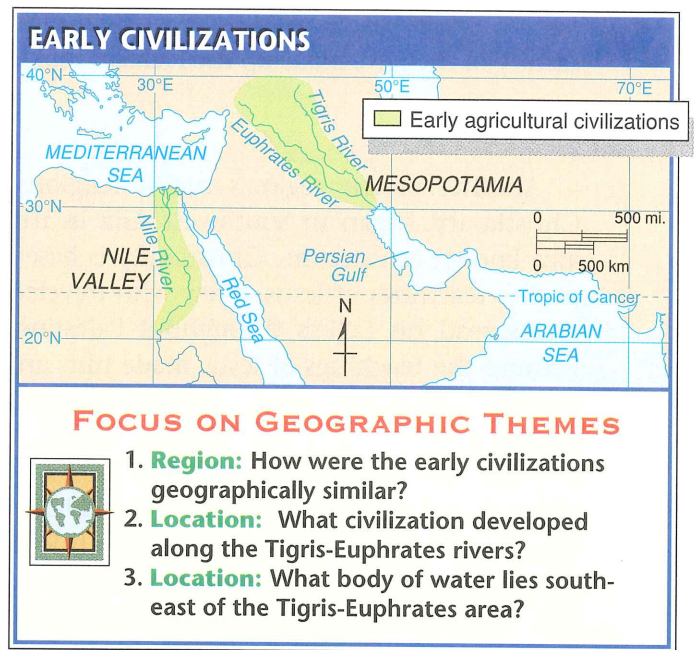 EARLY CIVILIZATIONS
40°N
30°E
50°E
70°E
Early agricultural civilizations
Tigris River
Euphrates River
MEDITERRANEAN
SEA
MESOPOTAMIA
30°N
0 500 mi.
0 500 km
Nile River
NILE
VALLEY
Persian
Gulf
Red Sea
Tropic of Cancer
N
ARABIAN
SEA
20°N
FOCUS ON GEOGRAPHIC THEMES
1. Region: How were the early civilizations
geographically similar?
2. Location: What civilization developed
along the Tigris-Euphrates rivers?
3. Location: What body of water lies south-
east of the Tigris-Euphrates area?